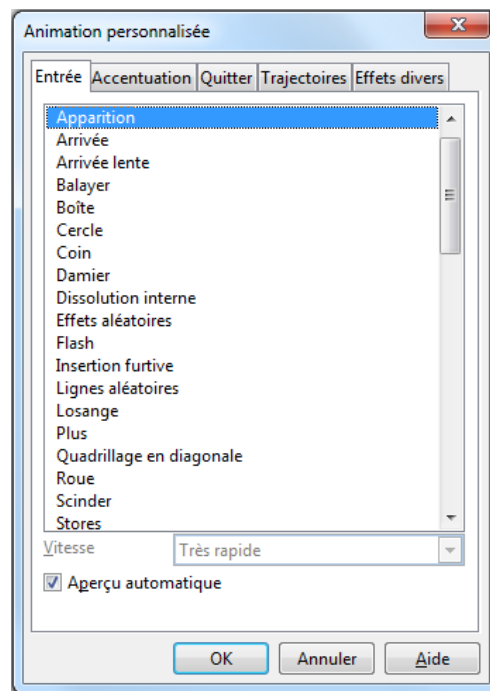 Animation personnalisée
Entrée Accentuation Quitter Trajectoires Effets divers
Apparition
Arrivée
Arrivée lente
Balayer
Boîte
Cercle
Coin
Damier
Dissolution interne
Effets aléatoires
Flash
Insertion furtive
Lignes aléatoires
Losange
Plus
Quadrillage en diagonale
Roue
Scinder
Stores
Vitesse Très rapide
Aperçu automatique
OK Annuler Aide